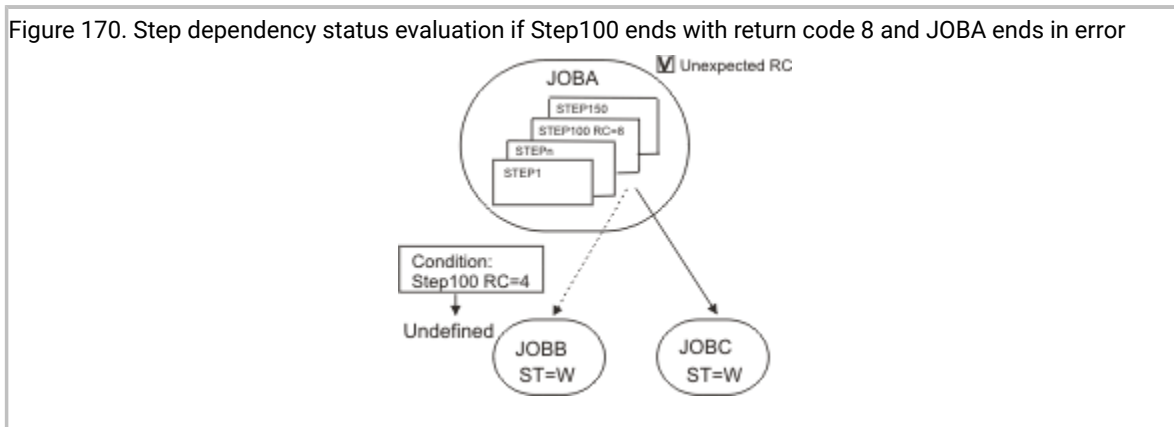 Figure 170. Step dependency status evaluation if Step100 ends with return code 8 and JOBA ends in error
Unexpected RC
JOBA
STEP150
STEP100 RC=8
STEPn
STEP1
Condition:
Step100 RC=4
Undefined
JOBB
ST=W
JOBC
ST=W